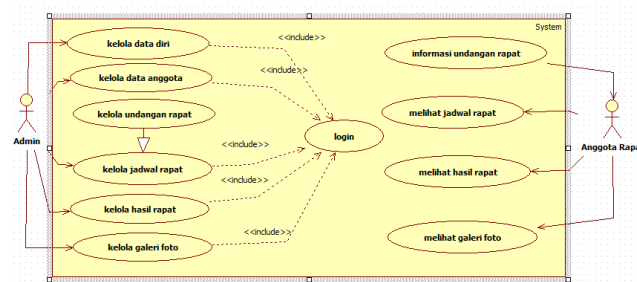 System
kelola data diri
<<include>>
informasi undangan rapat
kelola data anggota
<<include>>
kelola undangan rapat
melihat jadwal rapat
login
Admin
Anggota Rapa
<<include>>
kelola jadwal rapat
melihat hasil rapat
<<include>>
kelola hasil rapat
<<include>>
kelola galeri foto
melihat galeri foto